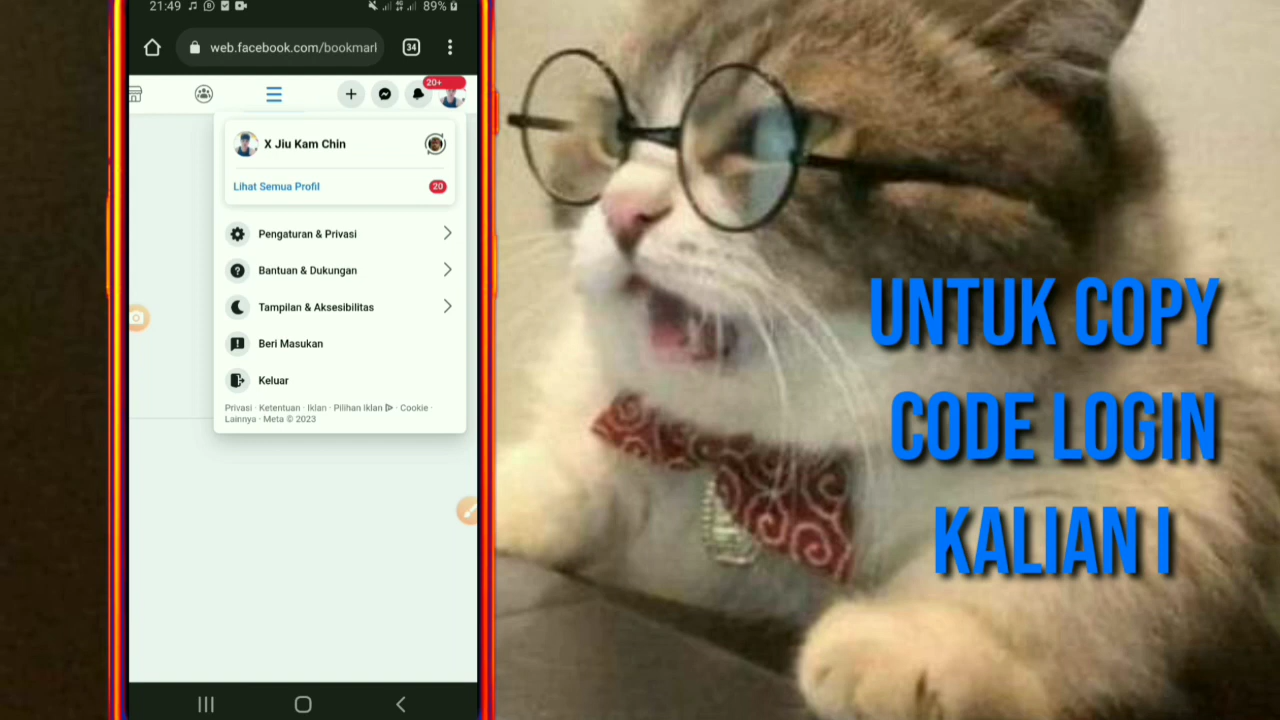 21:49
89%
34
web.facebook.com/bookmarl
20+
X Jiu Kam Chin
Lihat Semua Profil
20
Pengaturan & Privasi
Bantuan & Dukungan
Tampilan & Aksesibilitas
Beri Masukan
Keluar
Privasi · Ketentuan · Iklan · Pilihan Iklan · Cookie ·
Lainnya · Meta © 2023
UNTUK COPY
CODE LOGIN
KALIAN I